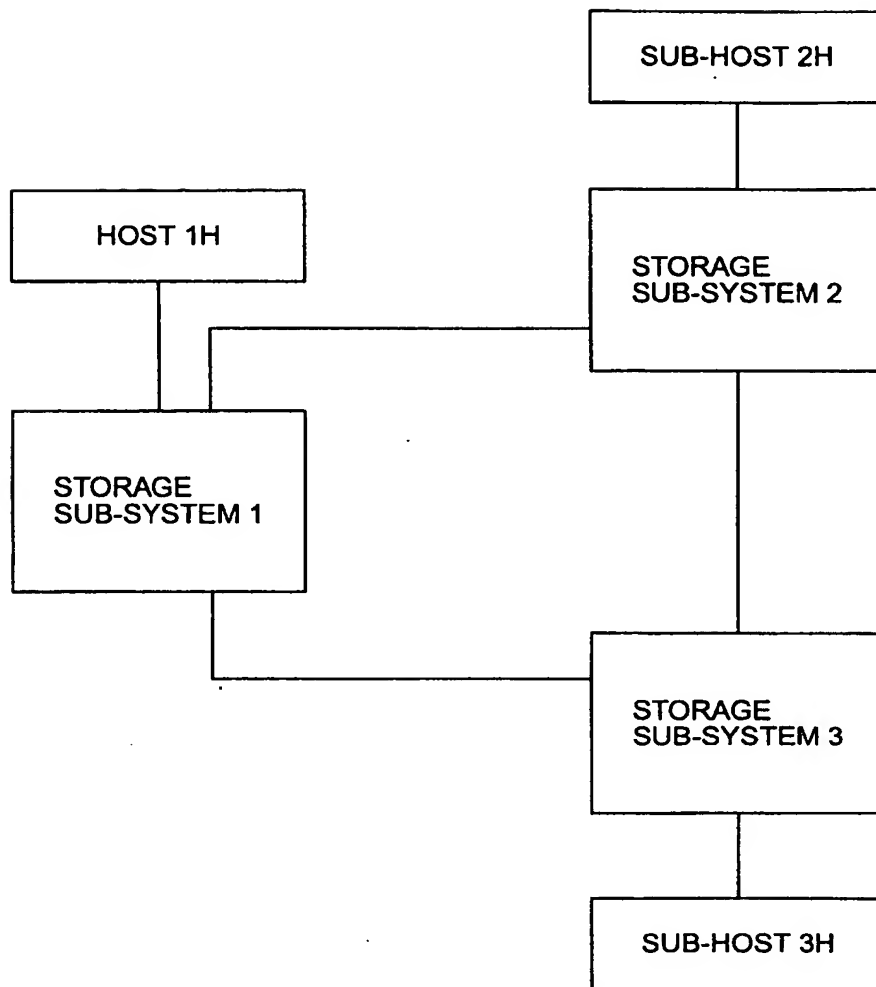 SUB-HOST 2H
HOST 1H
STORAGE
SUB-SYSTEM 2
STORAGE
SUB-SYSTEM 1
STORAGE
SUB-SYSTEM 3
SUB-HOST 3H